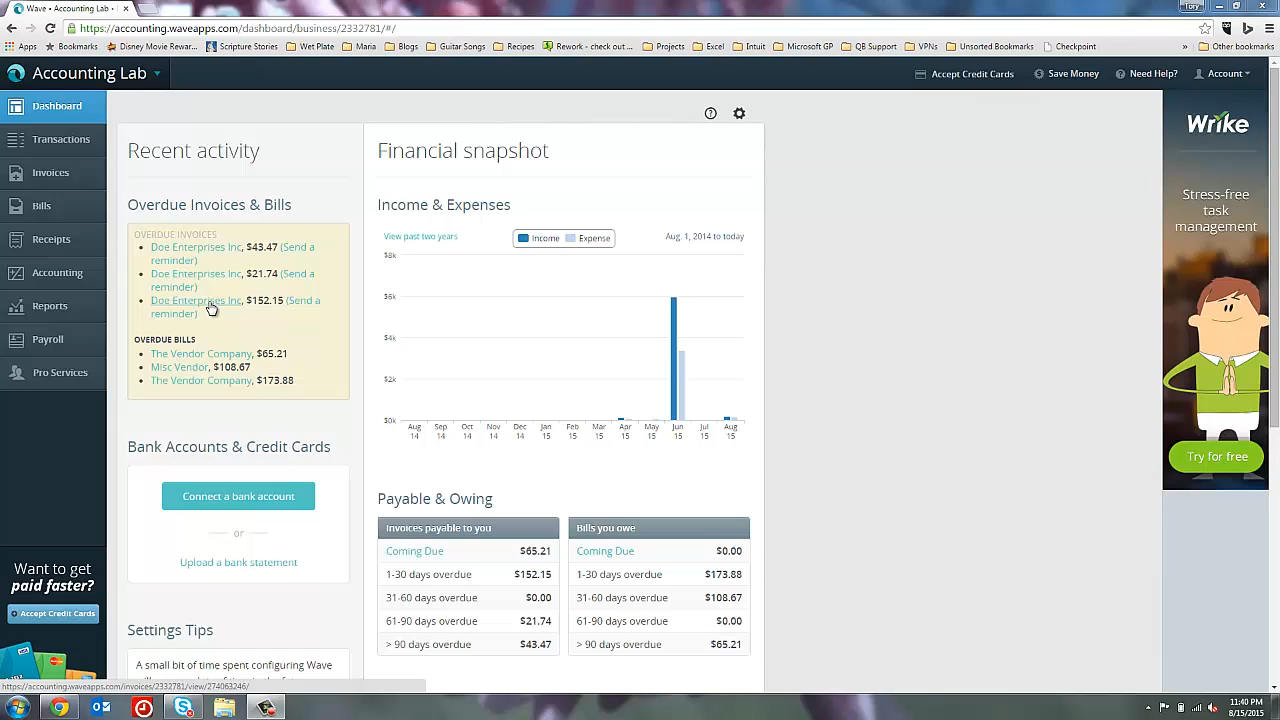 Wave • Accounting Lab •
Tory
https://accounting.waveapps.com/dashboard/business/2332781/#/
Apps
Bookmarks
Disney Movie Rewar...
Scripture Stories
Wet Plate
Maria
Blogs
Guitar Songs
Recipes
Rework - check out ...
Projects
Excel
Intuit
Microsoft GP
QB Support
VPNs
Unsorted Bookmarks
Checkpoint
»
Other bookmarks
Accounting Lab
Accept Credit Cards
Save Money
Need Help?
Account
Dashboard
Transactions
Invoices
Bills
Receipts
Accounting
Reports
Payroll
Pro Services
Want to get
paid faster?
Accept Credit Cards
Recent activity
Overdue Invoices & Bills
OVERDUE INVOICES
• Doe Enterprises Inc, $43.47 (Send a
reminder)
• Doe Enterprises Inc, $21.74 (Send a
reminder)
• Doe Enterprises Inc, $152.15 (Send a
reminder)
OVERDUE BILLS
• The Vendor Company, $65.21
• Misc Vendor, $108.67
• The Vendor Company, $173.88
Bank Accounts & Credit Cards
Connect a bank account
or
Upload a bank statement
Settings Tips
A small bit of time spent configuring Wave
Financial snapshot
Income & Expenses
View past two years
Income
Expense
Aug. 1, 2014 to today
$8k
$6k
$4k
$2k
$0k
Aug Sep Oct Nov Dec Jan Feb Mar Apr May Jun Jul Aug
14 14 14 14 14 15 15 15 15 15 15 15 15
Payable & Owing
Invoices payable to you
Coming Due $65.21
1-30 days overdue $152.15
31-60 days overdue $0.00
61-90 days overdue $21.74
> 90 days overdue $43.47
Bills you owe
Coming Due $0.00
1-30 days overdue $173.88
31-60 days overdue $108.67
61-90 days overdue $0.00
> 90 days overdue $65.21
Wrike
Stress-free
task
management
Try for free
https://accounting.waveapps.com/invoices/2332781/view/274063246/
11:40 PM
8/15/2015